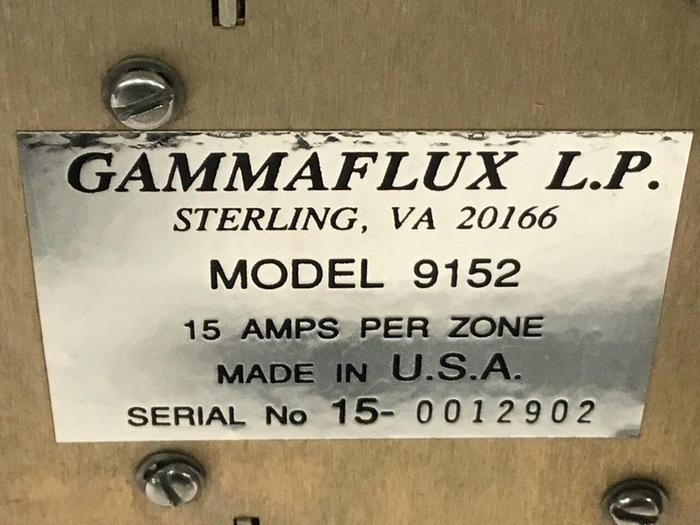 GAMMAFLUX L.P.
STERLING, VA 20166
MODEL 9152
15 AMPS PER ZONE
MADE IN U.S.A.
SERIAL No 15- 0012902